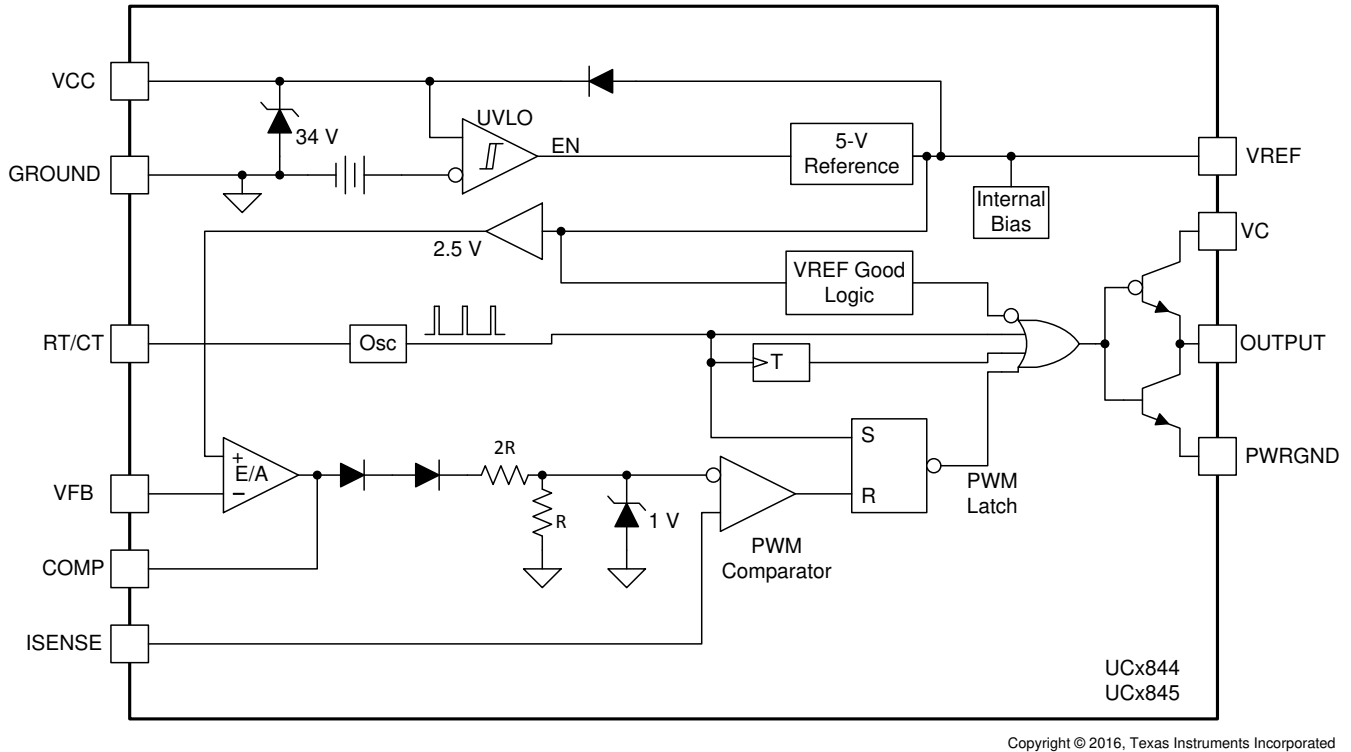 VCC
34 V
UVLO
EN
5-V
Reference
GROUND
VREF
Internal
Bias
2.5 V
VC
VREF Good
Logic
RT/CT
Osc
T
OUTPUT
S
R
PWM
Latch
PWRGND
+
E/A
−
2R
R
1 V
VFB
PWM
Comparator
COMP
ISENSE
UCx844
UCx845
Copyright © 2016, Texas Instruments Incorporated